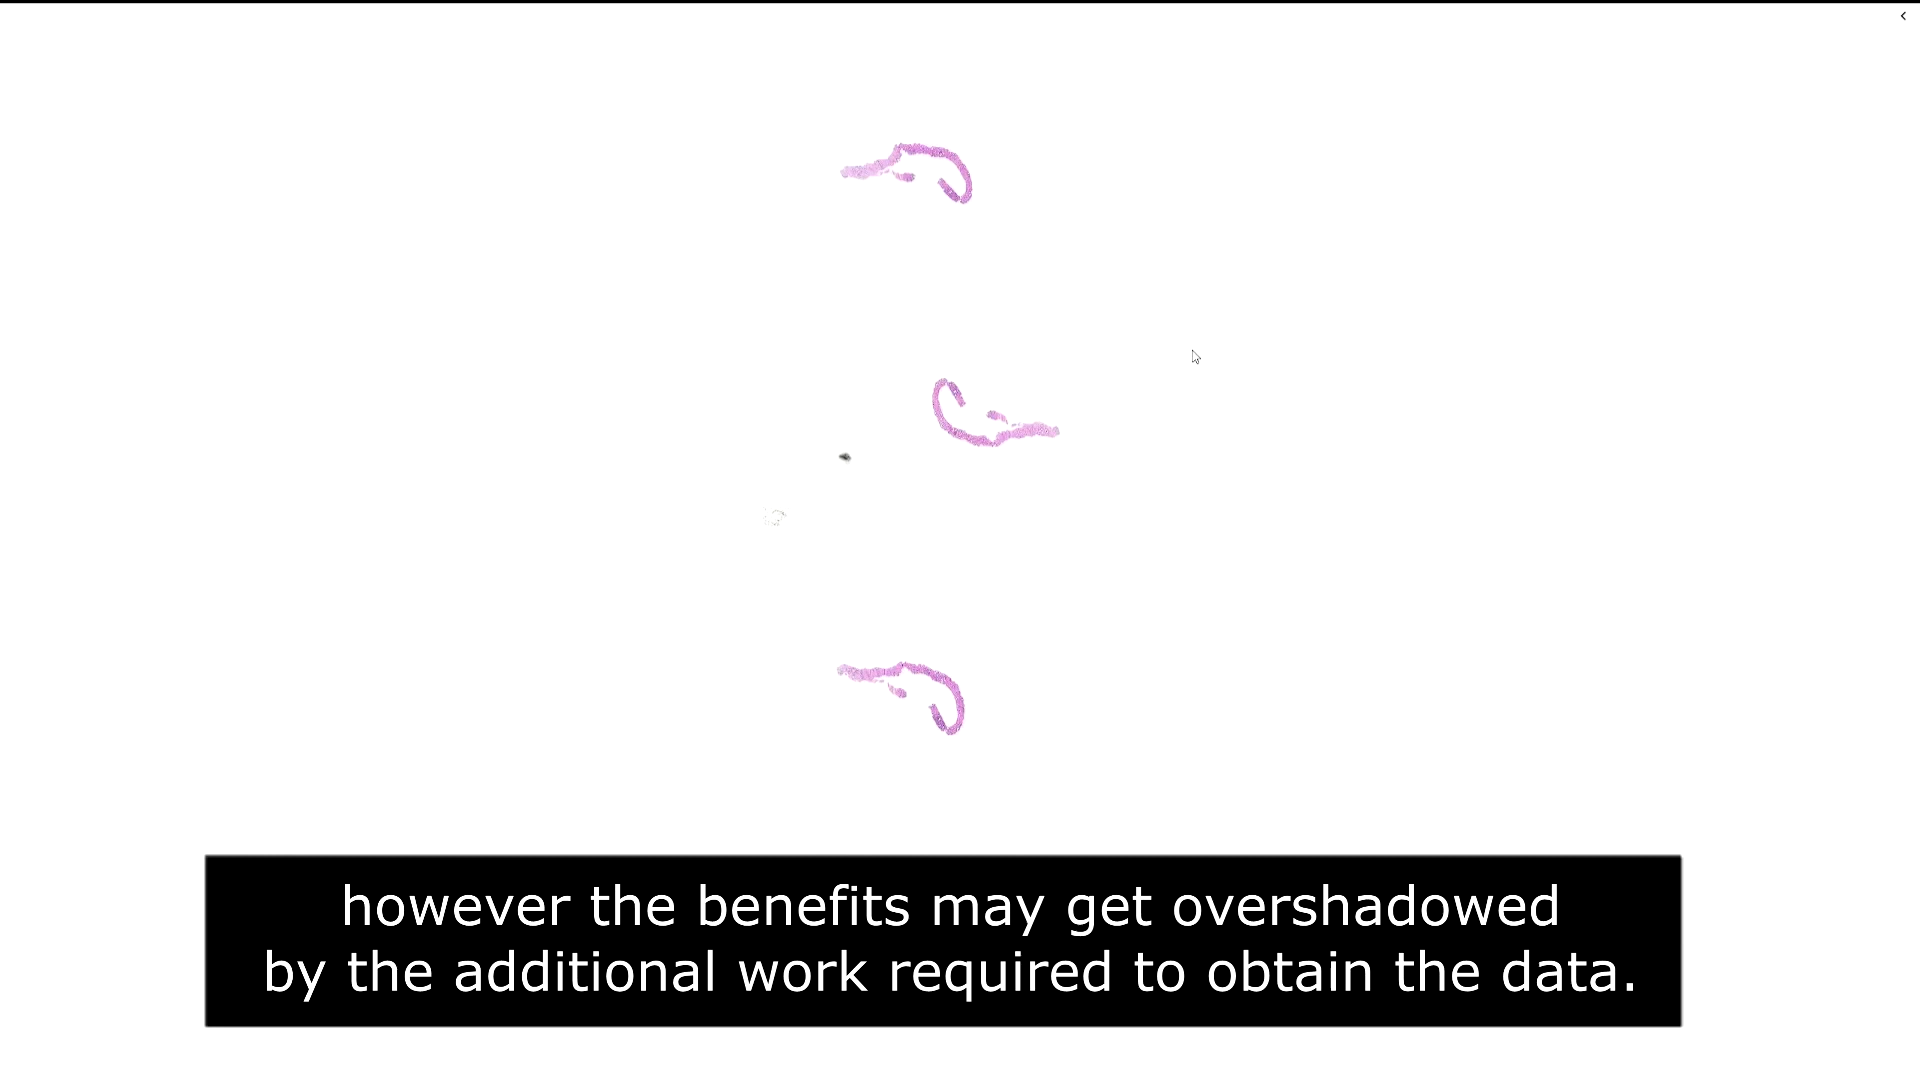 however the benefits may get overshadowed
by the additional work required to obtain the data.